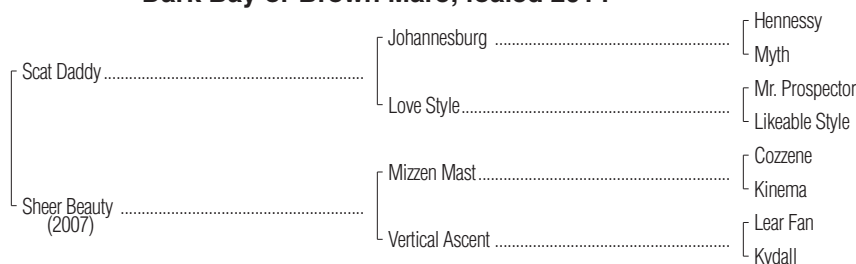 Dark Bay or Brown Mare; foaled
Hennessy
Johannesburg
Myth
Scat Daddy
Mr. Prospector
Love Style
Likeable Style
Cozzene
Mizzen Mast
Kinema
Sheer Beauty
(2007)
Lear Fan
Vertical Ascent
Kydall